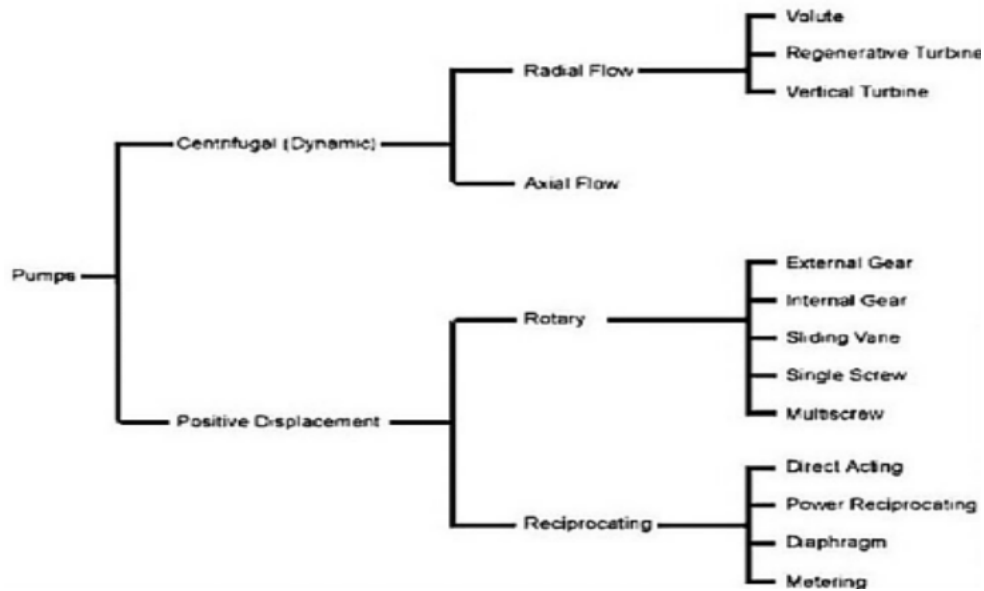 Volute
Radial Flow
Regenerative Turbine
Vertical Turbine
Centrifugal (Dynamic)
Axial Flow
Pumps
External Gear
Internal Gear
Rotary
Sliding Vane
Single Screw
Multiscrew
Positive Displacement
Direct Acting
Power Reciprocating
Reciprocating
Diaphragm
Metering